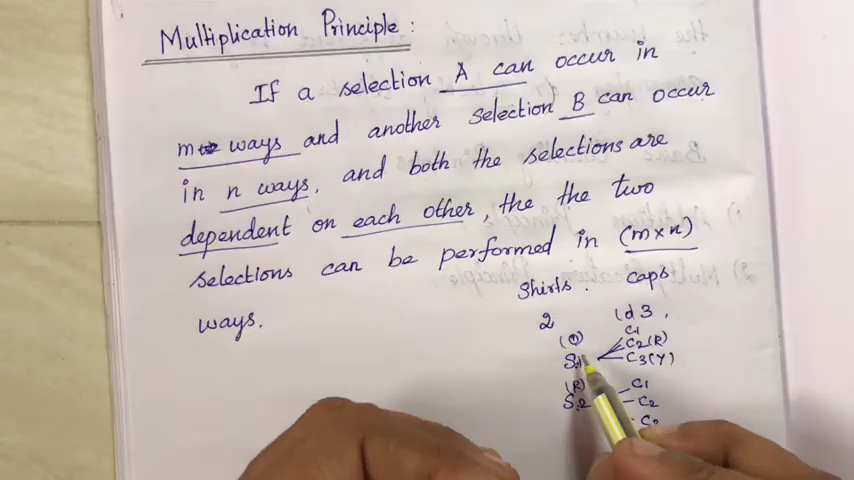 Multiplication Principle:
If a selection A can occur in
m ways and another selection B can occur
in n ways, and both the selections are
dependent on each other, the the two
selections can be performed in (m×n)
ways.
Shirts. caps
2 3,
C1
C2(R)
S1 C3(Y)
(R) C1
S2 C2